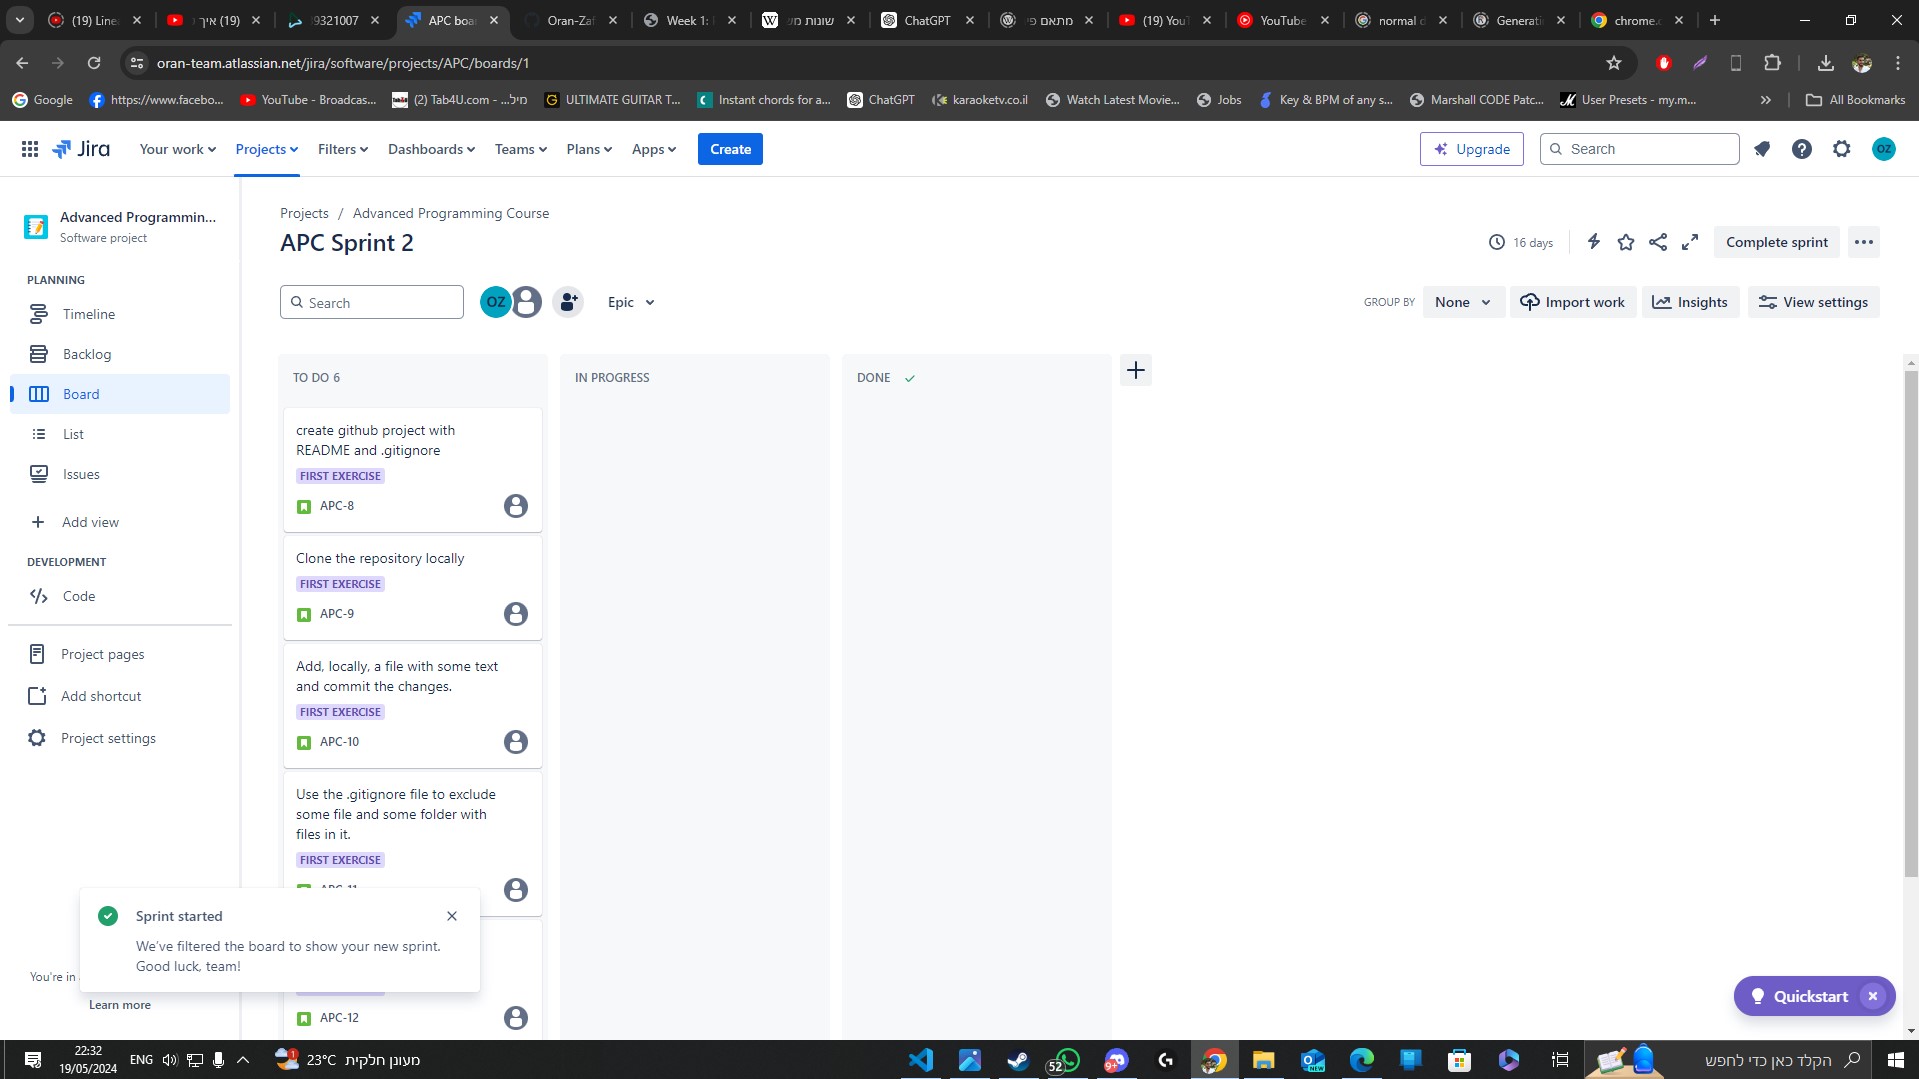 (19) Linea
(19) איך
39321007
APC boa
Oran-Zaf
Week 1:
שונות מש
ChatGPT
מתאם פי
(19) YouT
YouTube
normal d
Generati
chrome.
oran-team.atlassian.net/jira/software/projects/APC/boards/1
Google
https://www.facebo...
YouTube - Broadcas...
(2) Tab4U.com - ...מיל
ULTIMATE GUITAR T...
Instant chords for a...
ChatGPT
karaoketv.co.il
Watch Latest Movie...
Jobs
Key & BPM of any s...
Marshall CODE Patc...
User Presets - my.m...
All Bookmarks
Jira
Your work
Projects
Filters
Dashboards
Teams
Plans
Apps
Create
Upgrade
Search
OZ
Advanced Programmin...
Software project
PLANNING
Timeline
Backlog
Board
List
Issues
Add view
DEVELOPMENT
Code
Project pages
Add shortcut
Project settings
You're in
Learn more
Projects / Advanced Programming Course
APC Sprint 2
16 days
Complete sprint
Search
OZ
Epic
GROUP BY
None
Import work
Insights
View settings
TO DO 6
create github project with
README and .gitignore
FIRST EXERCISE
APC-8
Clone the repository locally
FIRST EXERCISE
APC-9
Add, locally, a file with some text
and commit the changes.
FIRST EXERCISE
APC-10
Use the .gitignore file to exclude
some file and some folder with
files in it.
FIRST EXERCISE
APC-11
APC-12
IN PROGRESS
DONE
Sprint started
We've filtered the board to show your new sprint.
Good luck, team!
Quickstart
22:32
19/05/2024
ENG
1
23°C מעונן חלקית
52
9+
NEW
הקלד כאן כדי לחפש